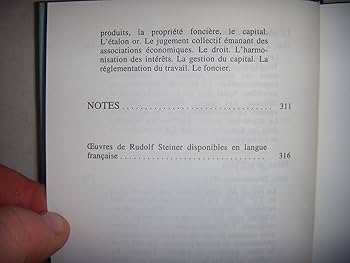 produits, la propriété foncière, le capital.
L'étalon or. Le jugement collectif émanant des
associations économiques. Le droit. L'harmo-
nisation des intérêts. La gestion du capital. La
réglementation du travail. Le foncier.
NOTES ................................ 311
Œuvres de Rudolf Steiner disponibles en langue
française ................................ 316